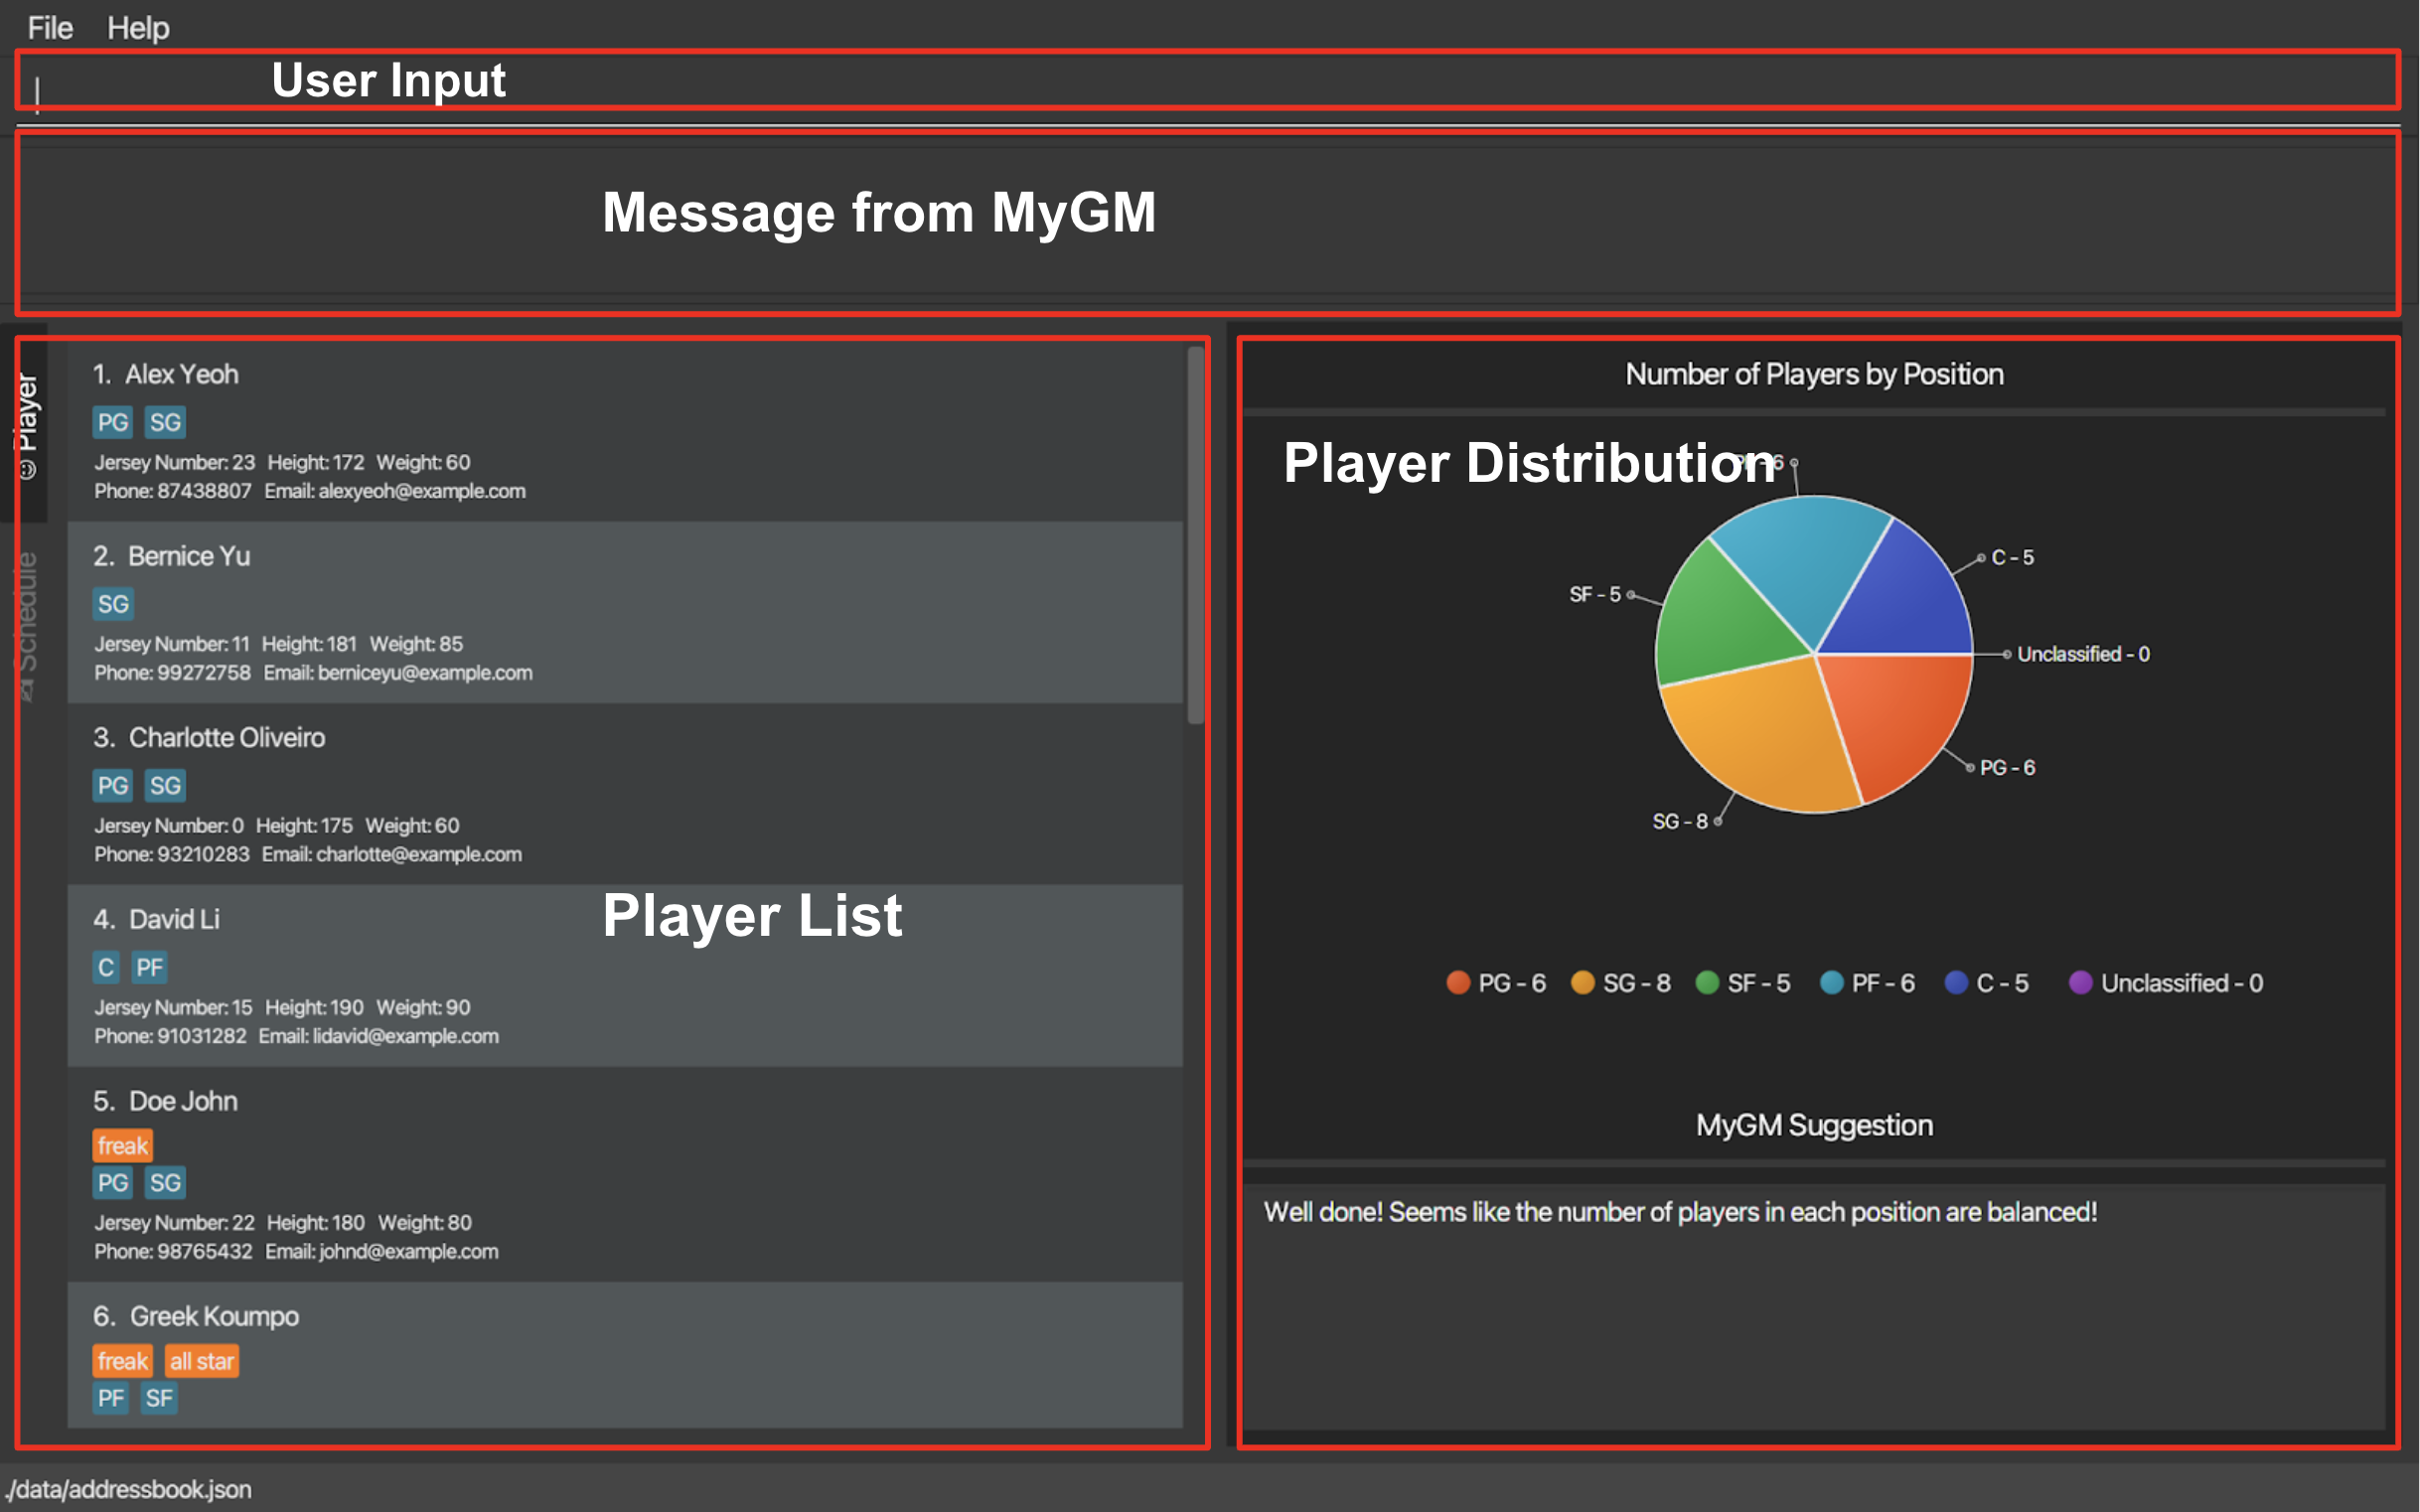 File Help
User Input
Message from MyGM
Player
Schedule
1. Alex Yeoh
PG SG
Jersey Number: 23 Height: 172 Weight: 60
Phone: 87438807 Email: alexyeoh@example.com
2. Bernice Yu
SG
Jersey Number: 11 Height: 181 Weight: 85
Phone: 99272758 Email: berniceyu@example.com
3. Charlotte Oliveiro
PG SG
Jersey Number: 0 Height: 175 Weight: 60
Phone: 93210283 Email: charlotte@example.com
Player List
4. David Li
C PF
Jersey Number: 15 Height: 190 Weight: 90
Phone: 91031282 Email: lidavid@example.com
5. Doe John
freak
PG SG
Jersey Number: 22 Height: 180 Weight: 80
Phone: 98765432 Email: johnd@example.com
6. Greek Koumpo
freak all star
PF SF
Number of Players by Position
Player Distribution
C - 5
SF - 5
Unclassified - 0
PG - 6
SG - 8
PG - 6 SG - 8 SF - 5 PF - 6 C - 5 Unclassified - 0
MyGM Suggestion
Well done! Seems like the number of players in each position are balanced!
./data/addressbook.json